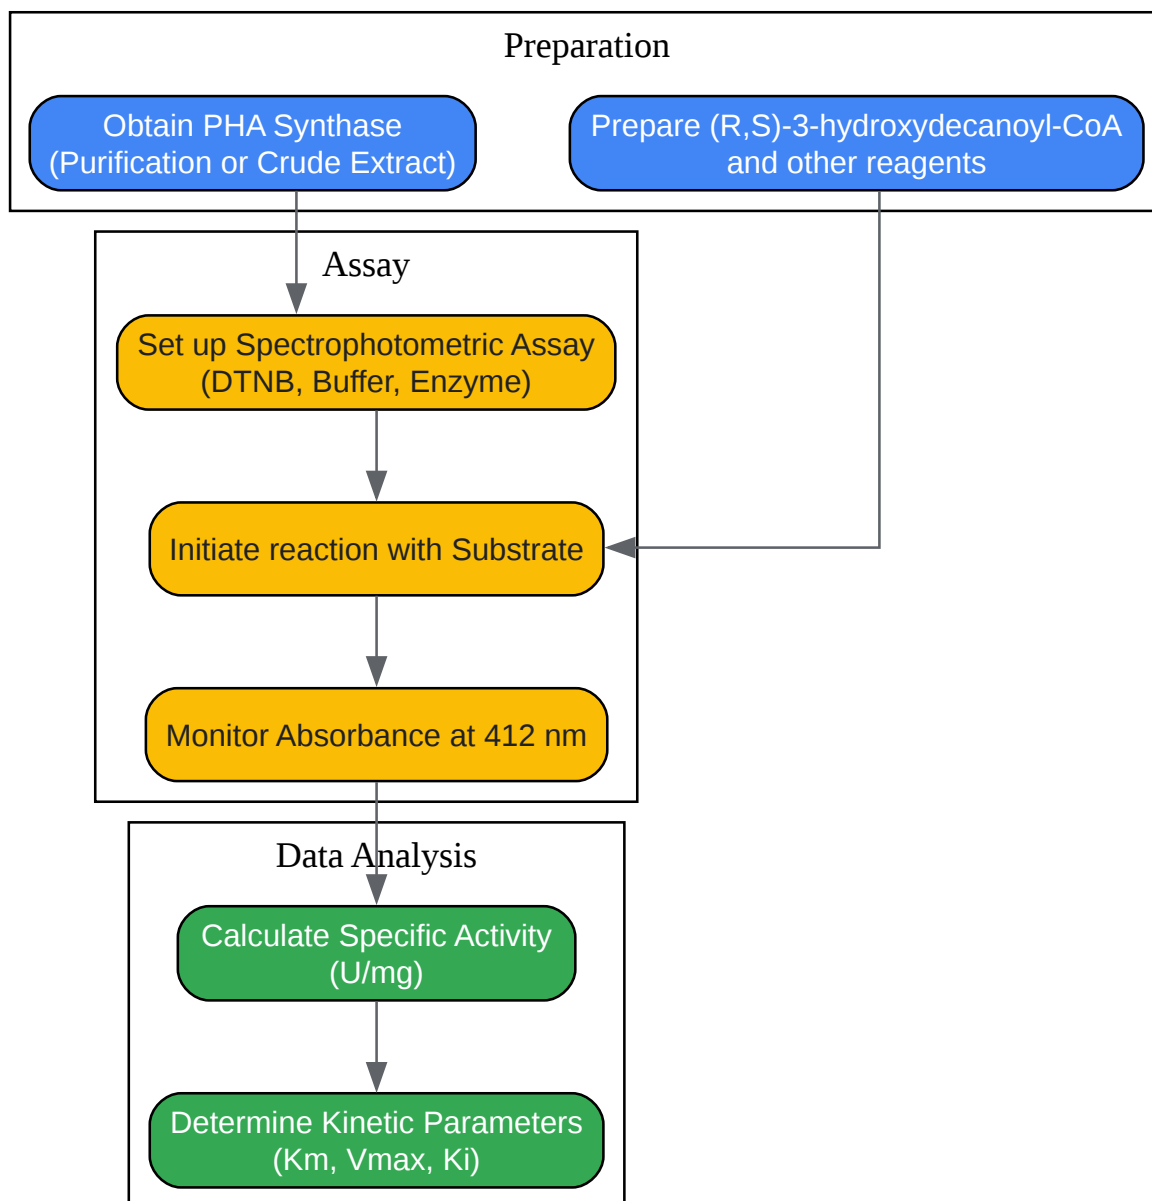 Preparation
Obtain PHA Synthase
(Purification or Crude Extract)
Prepare (R,S)-3-hydroxydecanoyl-CoA
and other reagents
Assay
Set up Spectrophotometric Assay
(DTNB, Buffer, Enzyme)
Initiate reaction with Substrate
Monitor Absorbance at 412 nm
Data Analysis
Calculate Specific Activity
(U/mg)
Determine Kinetic Parameters
(Km, Vmax, Ki)